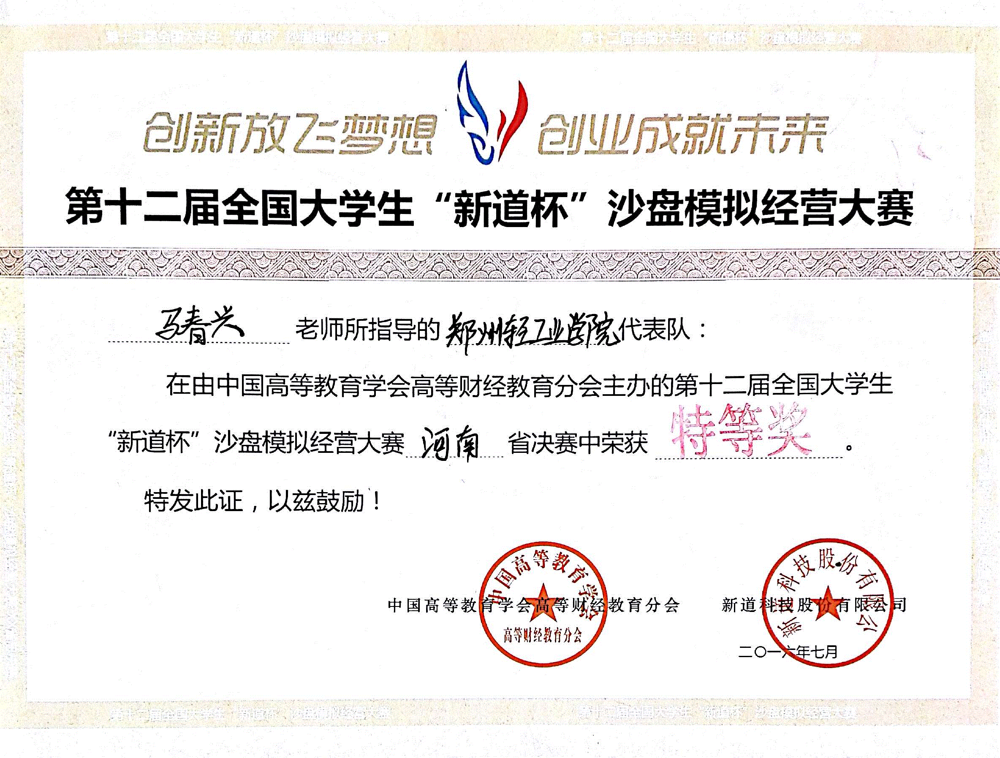 第十二届全国大学生“新道杯”沙盘模拟经营大赛 第十二届全国大学生“新道杯”沙盘模拟经营大赛
创新放飞梦想 创业成就未来
第十二届全国大学生“新道杯”沙盘模拟经营大赛
马春兴 老师所指导的 郑州轻工业学院 代表队：
在由中国高等教育学会高等财经教育分会主办的第十二届全国大学生
“新道杯”沙盘模拟经营大赛 河南 省决赛中荣获 特等奖 。
特发此证，以兹鼓励！
中国高等教育学会
中国高等教育学会高等财经教育分会 新道科技股份有限公司
高等财经教育分会
新道科技股份有限公
二〇一六年七月
第十二届全国大学生“新道杯”沙盘模拟经营大赛 第十二届全国大学生“新道杯”沙盘模拟经营大赛